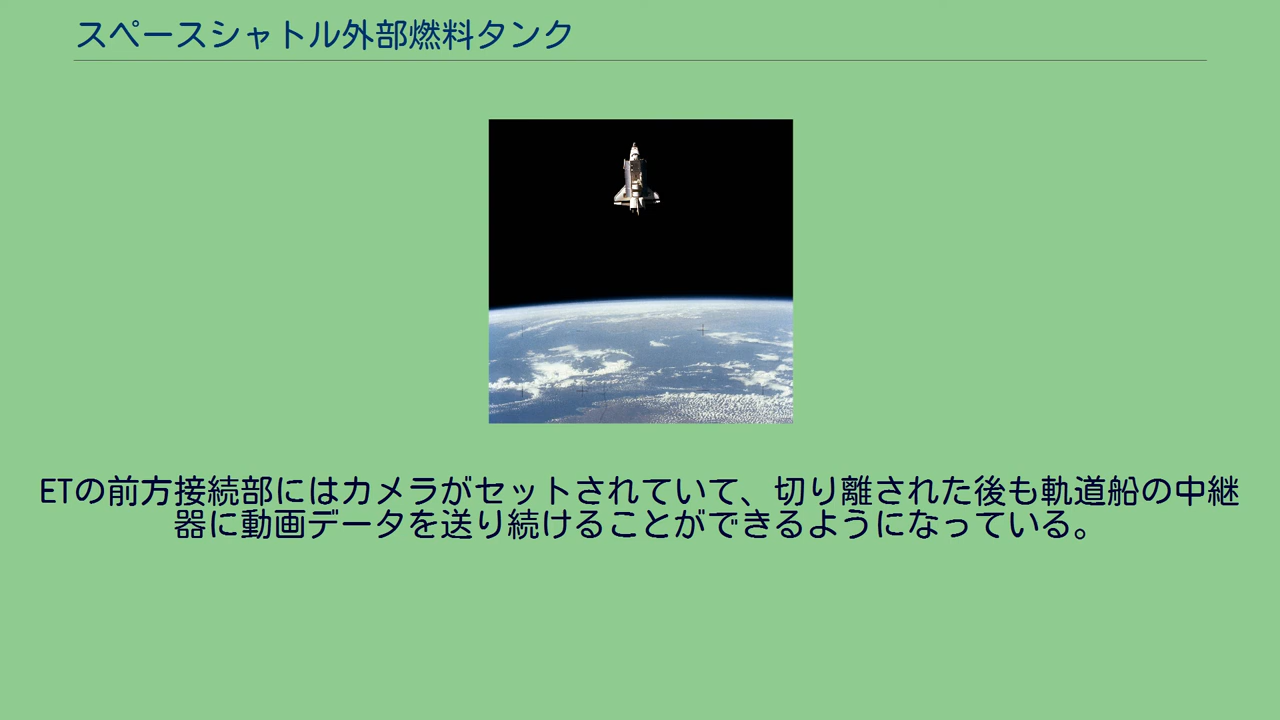 スペースシャトル外部燃料タンク
ETの前方接続部にはカメラがセットされていて、切り離された後も軌道船の中継
器に動画データを送り続けることができるようになっている。